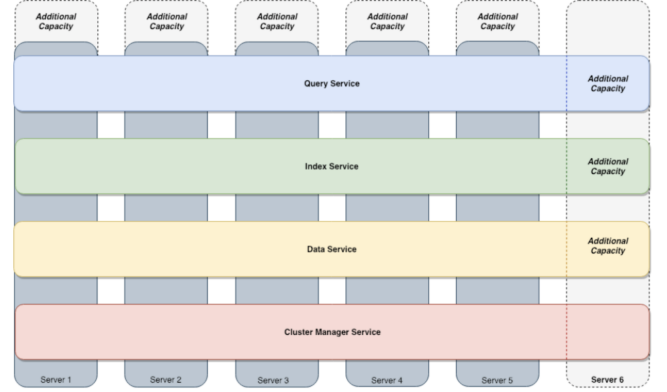 Additional
Capacity
Additional
Capacity
Additional
Capacity
Additional
Capacity
Additional
Capacity
Query Service
Additional
Capacity
Index Service
Additional
Capacity
Data Service
Additional
Capacity
Cluster Manager Service
Server 1
Server 2
Server 3
Server 4
Server 5
Server 6